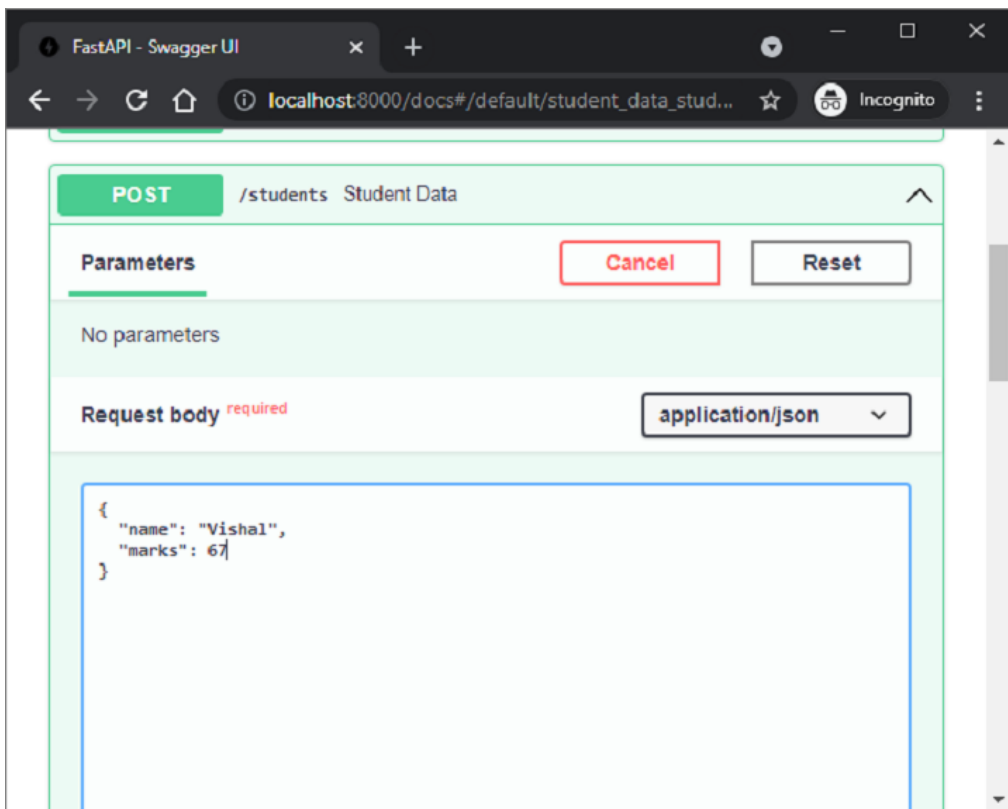 FastAPI - Swagger UI
localhost:8000/docs#/default/student_data_stud...
Incognito
POST /students Student Data
Parameters Cancel Reset
No parameters
Request body required application/json
{
"name": "Vishal",
"marks": 67
}